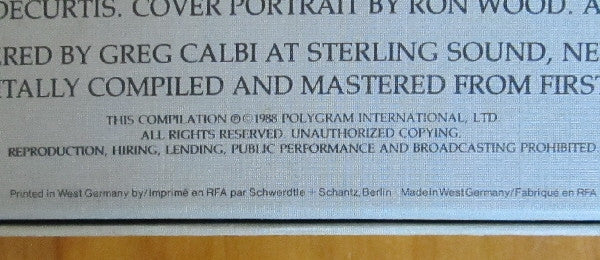 DECURTIS. COVER PORTRAIT BY RON WOOD. A
ERED BY GREG CALBI AT STERLING SOUND, NE
ITALLY COMPILED AND MASTERED FROM FIRST
THIS COMPILATION ℗ © 1988 POLYGRAM INTERNATIONAL, LTD.
ALL RIGHTS RESERVED. UNAUTHORIZED COPYING.
REPRODUCTION, HIRING, LENDING, PUBLIC PERFORMANCE AND BROADCASTING PROHIBITED.
Printed in West Germany by/Imprimé en RFA par Schwerdtle + Schantz, Berlin Made in West Germany/Fabriqué en RFA